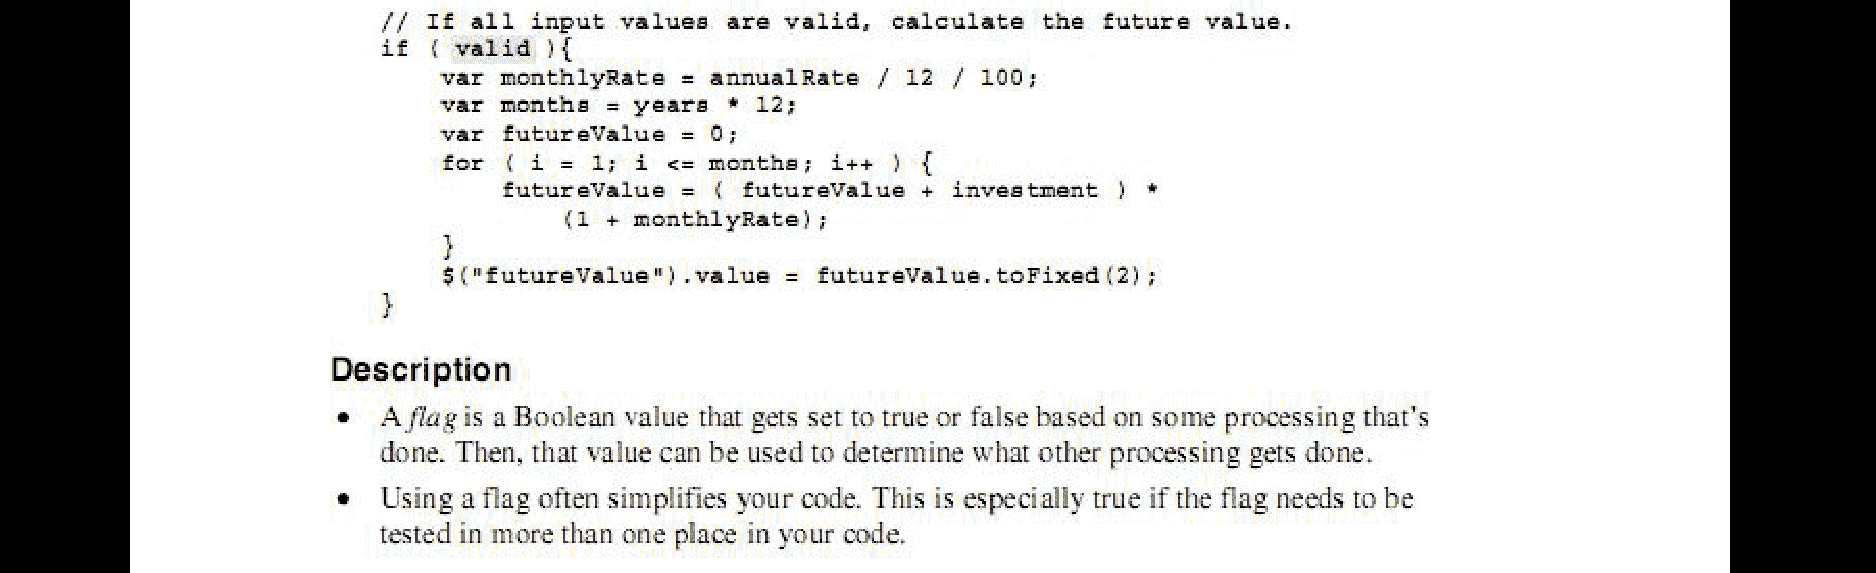 // If all input values are valid, calculate the future value.
if ( valid ){
    var monthlyRate = annualRate / 12 / 100;
    var months = years * 12;
    var futureValue = 0;
    for ( i = 1; i <= months; i++ ) {
        futureValue = ( futureValue + investment ) *
            (1 + monthlyRate);
    }
    $("futureValue").value = futureValue.toFixed(2);
}
Description
• A flag is a Boolean value that gets set to true or false based on some processing that's
done. Then, that value can be used to determine what other processing gets done.
• Using a flag often simplifies your code. This is especially true if the flag needs to be
tested in more than one place in your code.